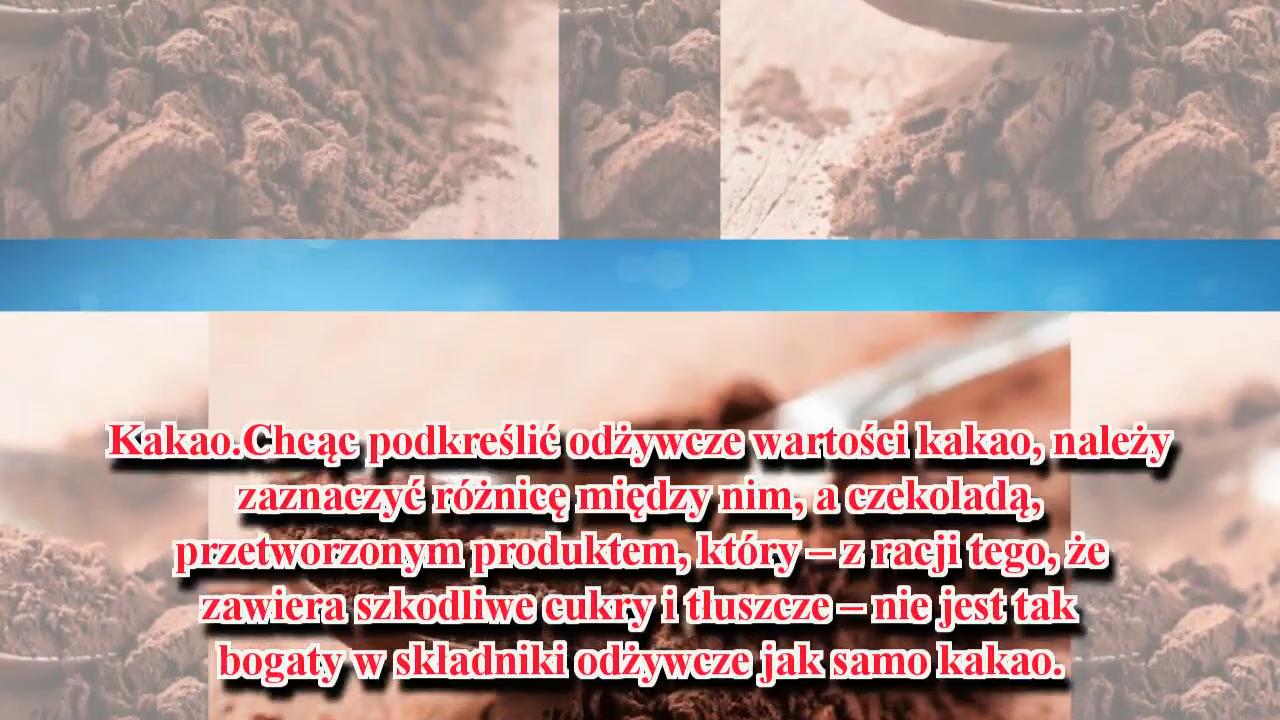 Kakao.Chcąc podkreślić odżywcze wartości kakao, należy
zaznaczyć różnicę między nim, a czekoladą,
przetworzonym produktem, który – z racji tego, że
zawiera szkodliwe cukry i tłuszcze – nie jest tak
bogaty w składniki odżywcze jak samo kakao.